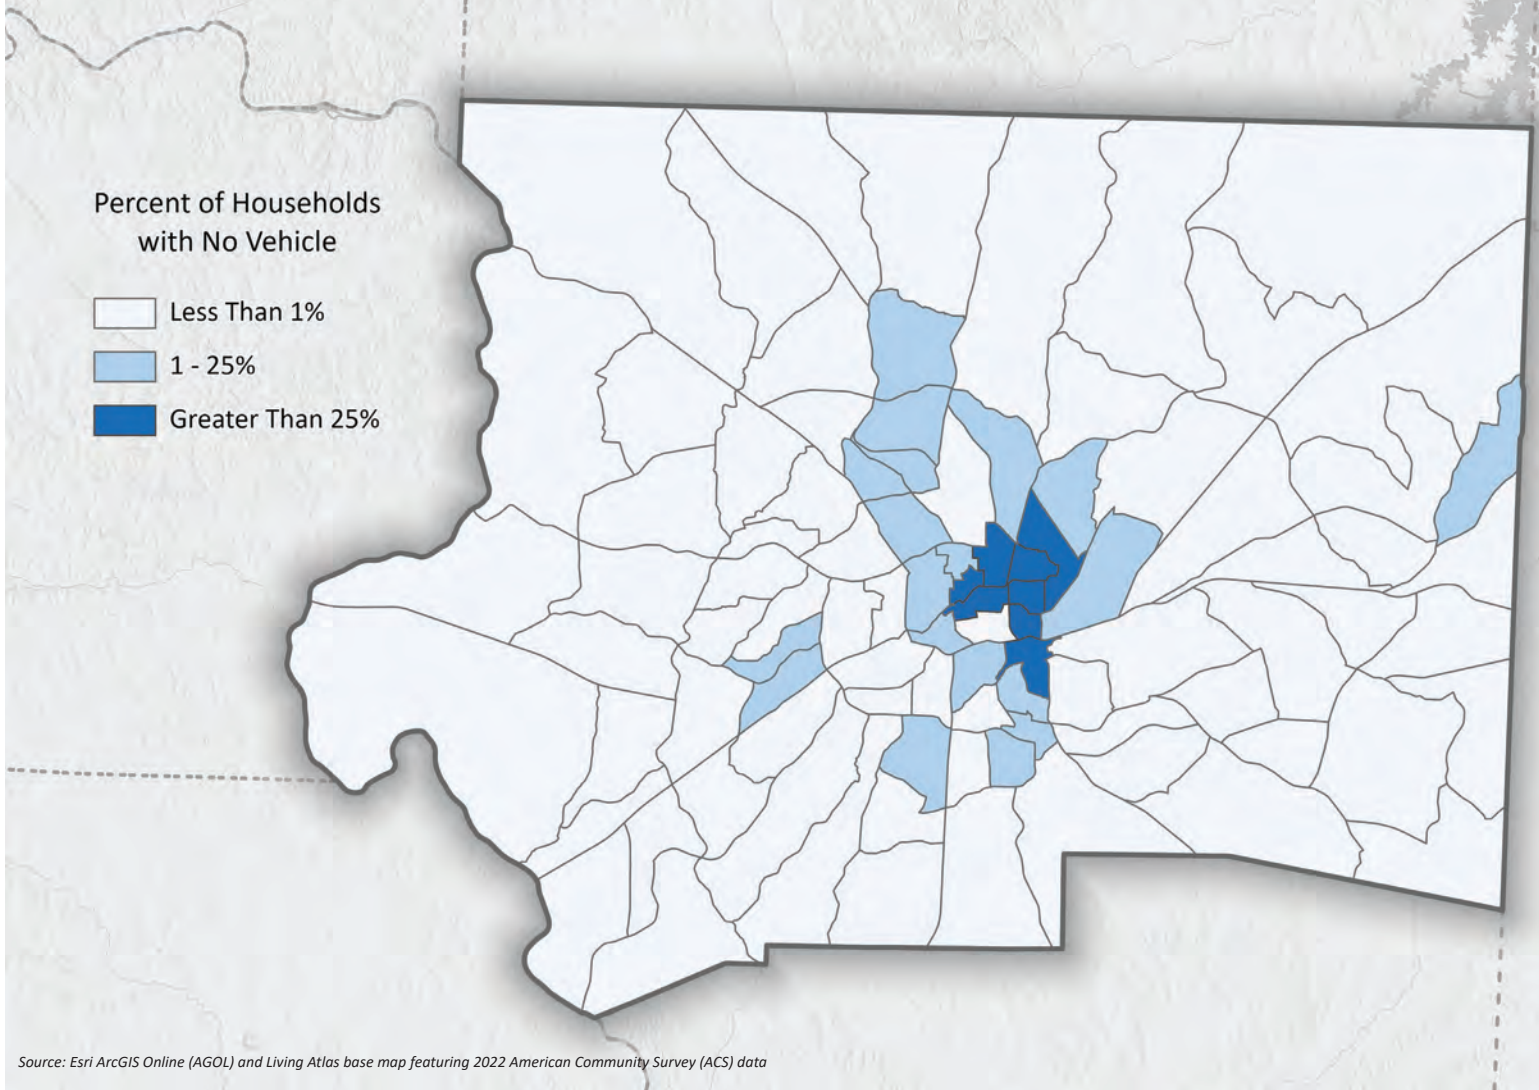 Percent of Households
with No Vehicle
Less Than 1%
1 - 25%
Greater Than 25%
Source: Esri ArcGIS Online (AGOL) and Living Atlas base map featuring 2022 American Community Survey (ACS) data